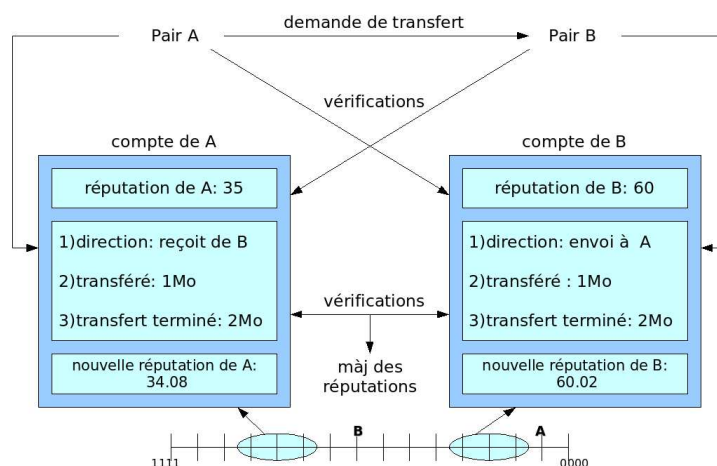 demande de transfert
Pair A
Pair B
vérifications
compte de A
compte de B
réputation de A: 35
réputation de B: 60
1)direction: reçoit de B
2)transféré: 1Mo
3)transfert terminé: 2Mo
1)direction: envoi à A
2)transféré : 1Mo
3)transfert terminé: 2Mo
vérifications
màj des
réputations
nouvelle réputation de A:
34.08
nouvelle réputation de B:
60.02
B
A
1111
0000